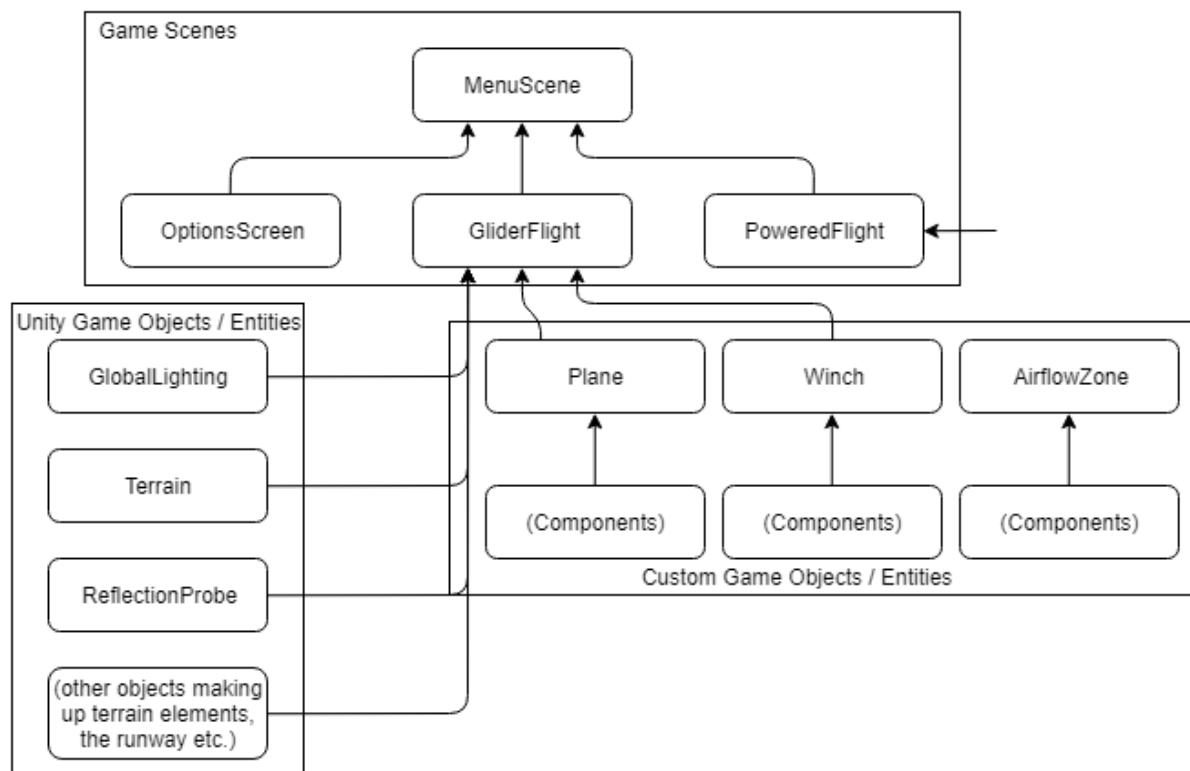 Game Scenes
MenuScene
OptionsScreen
GliderFlight
PoweredFlight
Unity Game Objects / Entities
GlobalLighting
Terrain
ReflectionProbe
(other objects making
up terrain elements,
the runway etc.)
Plane
Winch
AirflowZone
(Components)
(Components)
(Components)
Custom Game Objects / Entities